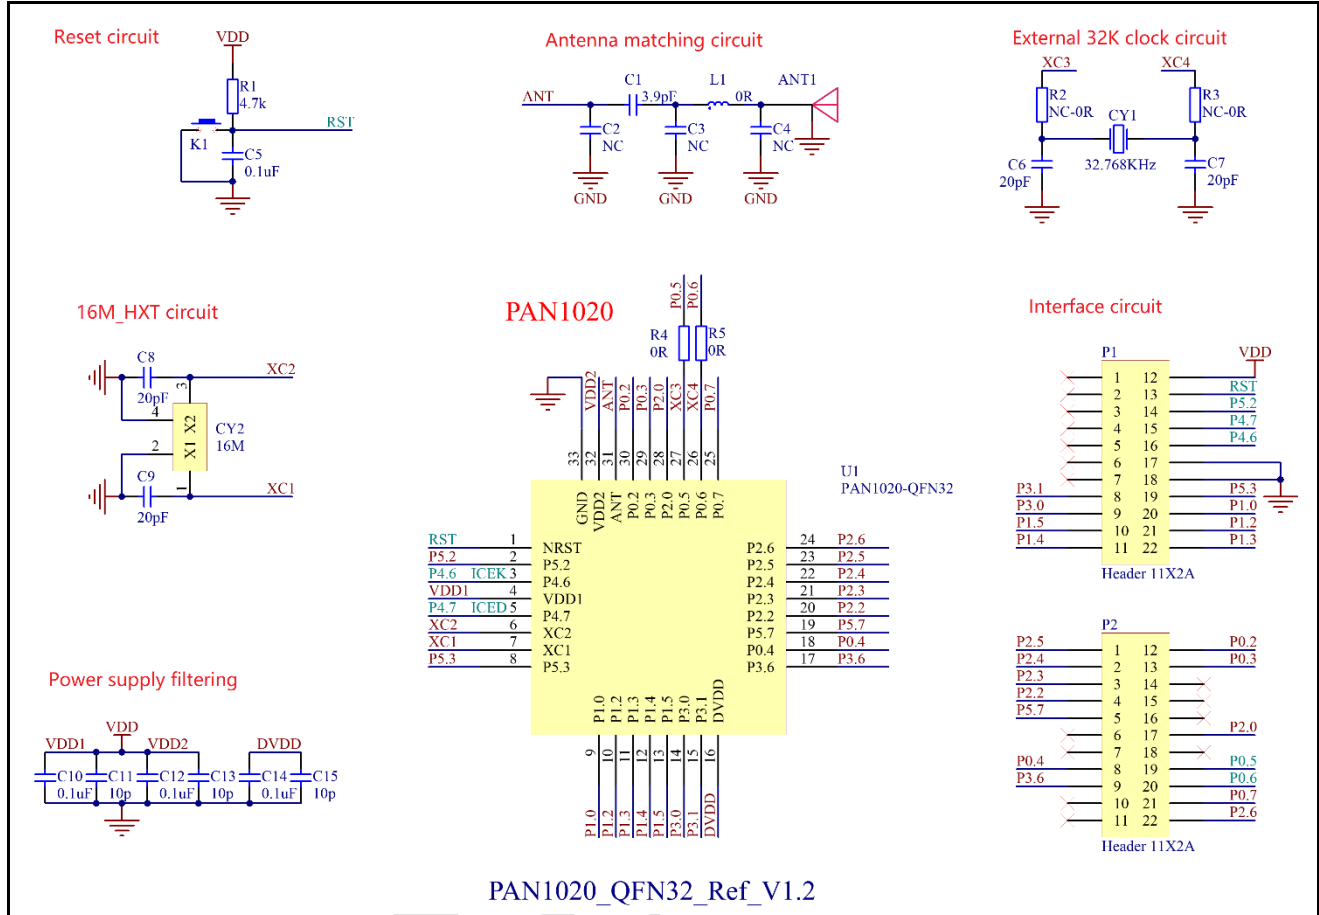 Reset circuit
VDD
R1
4.7k
RST
K1
C5
0.1uF
Antenna matching circuit
ANT
C1
3.9pF
L1
0R
ANT1
C2
NC
C3
NC
C4
NC
GND
GND
GND
External 32K clock circuit
XC3
XC4
R2
NC-0R
R3
NC-0R
CY1
32.768KHz
C6
20pF
C7
20pF
16M_HXT circuit
C8
20pF
XC2
3
4
X2
X1
CY2
16M
2
1
C9
20pF
XC1
PAN1020
P0.5
P0.6
R4
0R
R5
0R
VDD2
ANT
P0.2
P0.3
P2.0
XC3
XC4
P0.7
33
32
31
30
29
28
27
26
25
GND
VDD2
ANT
P0.2
P0.3
P2.0
P0.5
P0.6
P0.7
U1
PAN1020-QFN32
RST 1 NRST
P5.2 2 P5.2
P4.6 ICEK 3 P4.6
VDD1 4 VDD1
P4.7 ICED 5 P4.7
XC2 6 XC2
XC1 7 XC1
P5.3 8 P5.3
P2.6 24 P2.6
P2.5 23 P2.5
P2.4 22 P2.4
P2.3 21 P2.3
P2.2 20 P2.2
P5.7 19 P5.7
P0.4 18 P0.4
P3.6 17 P3.6
P1.0
P1.2
P1.3
P1.4
P1.5
P3.0
P3.1
DVDD
9
10
11
12
13
14
15
16
P1.0
P1.2
P1.3
P1.4
P1.5
P3.0
P3.1
DVDD
Interface circuit
P1
VDD
1 12
2 13 RST
3 14 P5.2
4 15 P4.7
5 16 P4.6
6 17
7 18
P3.1 8 19 P5.3
P3.0 9 20 P1.0
P1.5 10 21 P1.2
P1.4 11 22 P1.3
Header 11X2A
P2
P2.5 1 12 P0.2
P2.4 2 13 P0.3
P2.3 3 14
P2.2 4 15
P5.7 5 16
6 17 P2.0
7 18
P0.4 8 19 P0.5
P3.6 9 20 P0.6
10 21 P0.7
11 22 P2.6
Header 11X2A
Power supply filtering
VDD
VDD1
VDD2
DVDD
C10
0.1uF
C11
10p
C12
0.1uF
C13
10p
C14
0.1uF
C15
10p
PAN1020_QFN32_Ref_V1.2